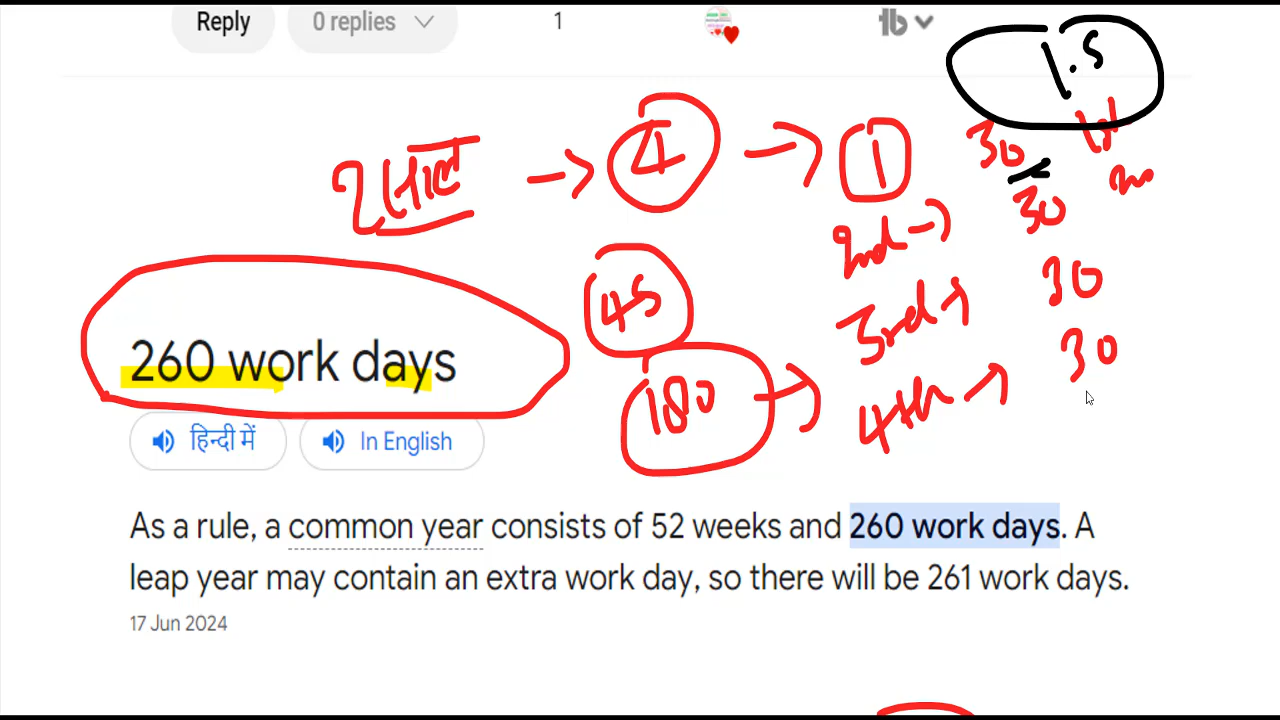 Reply 0 replies 1
1.5
१साल → 4 → 1 30 1st
2nd → 30
45 3rd → 30
180 → 4th → 30
260 work days
हिन्दी में In English
As a rule, a common year consists of 52 weeks and 260 work days. A
leap year may contain an extra work day, so there will be 261 work days.
17 Jun 2024